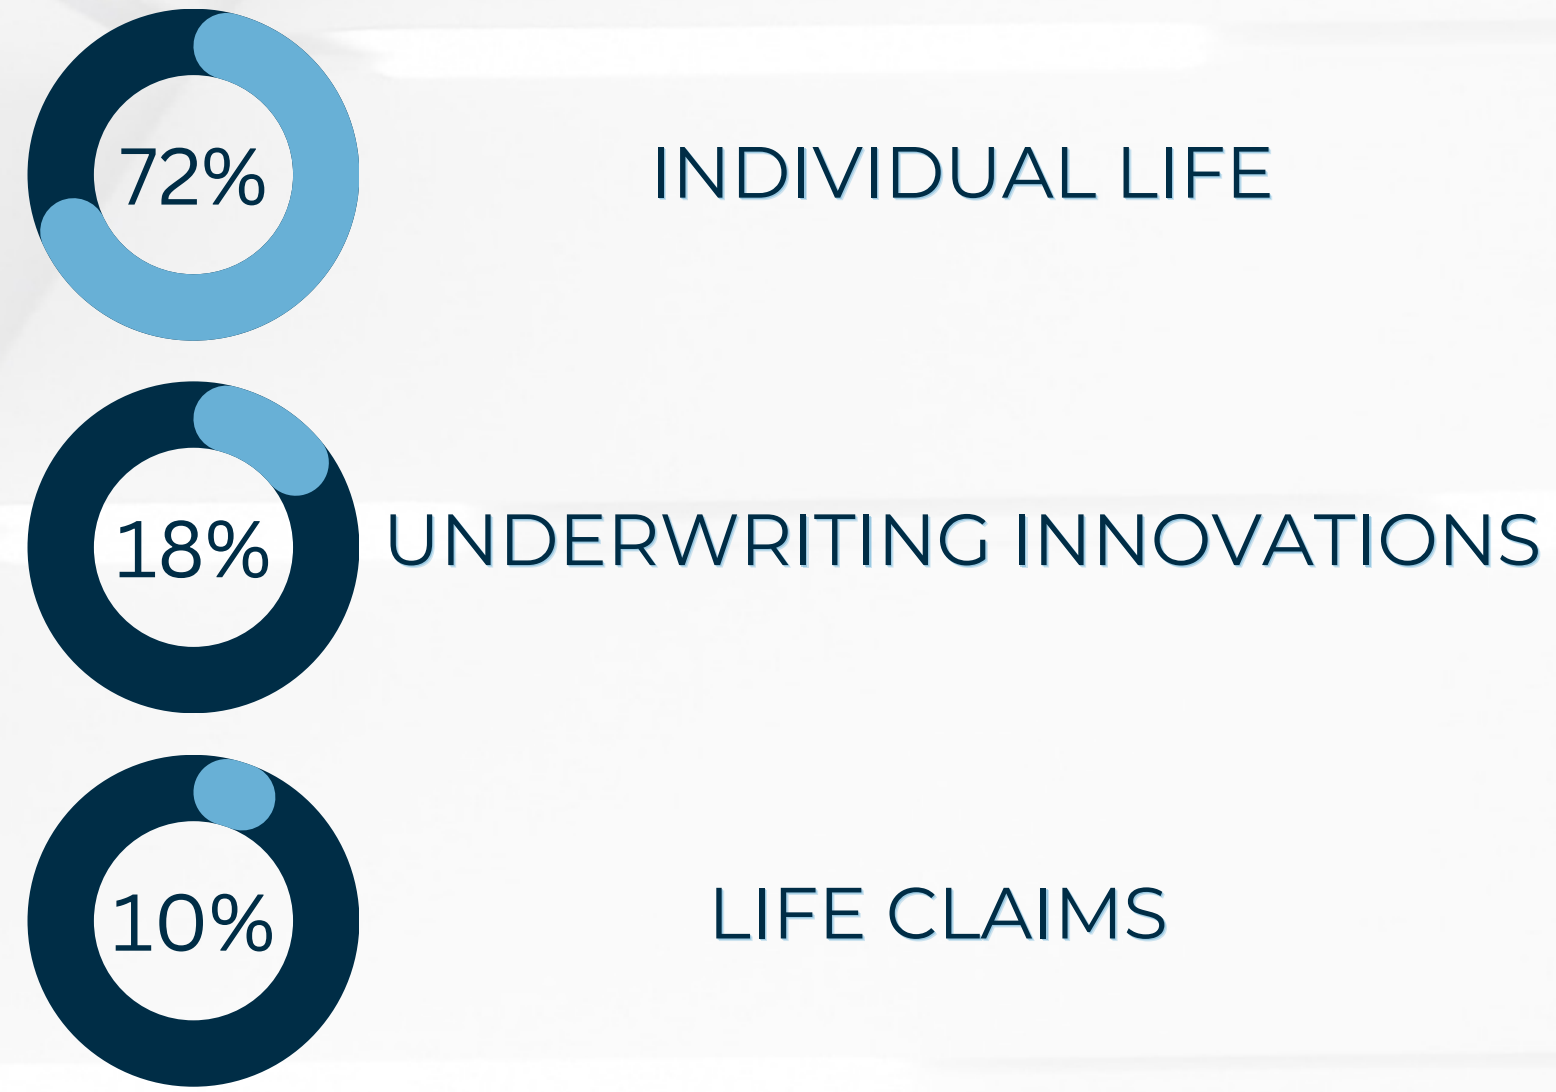 72%
INDIVIDUAL LIFE
18%
UNDERWRITING INNOVATIONS
10%
LIFE CLAIMS